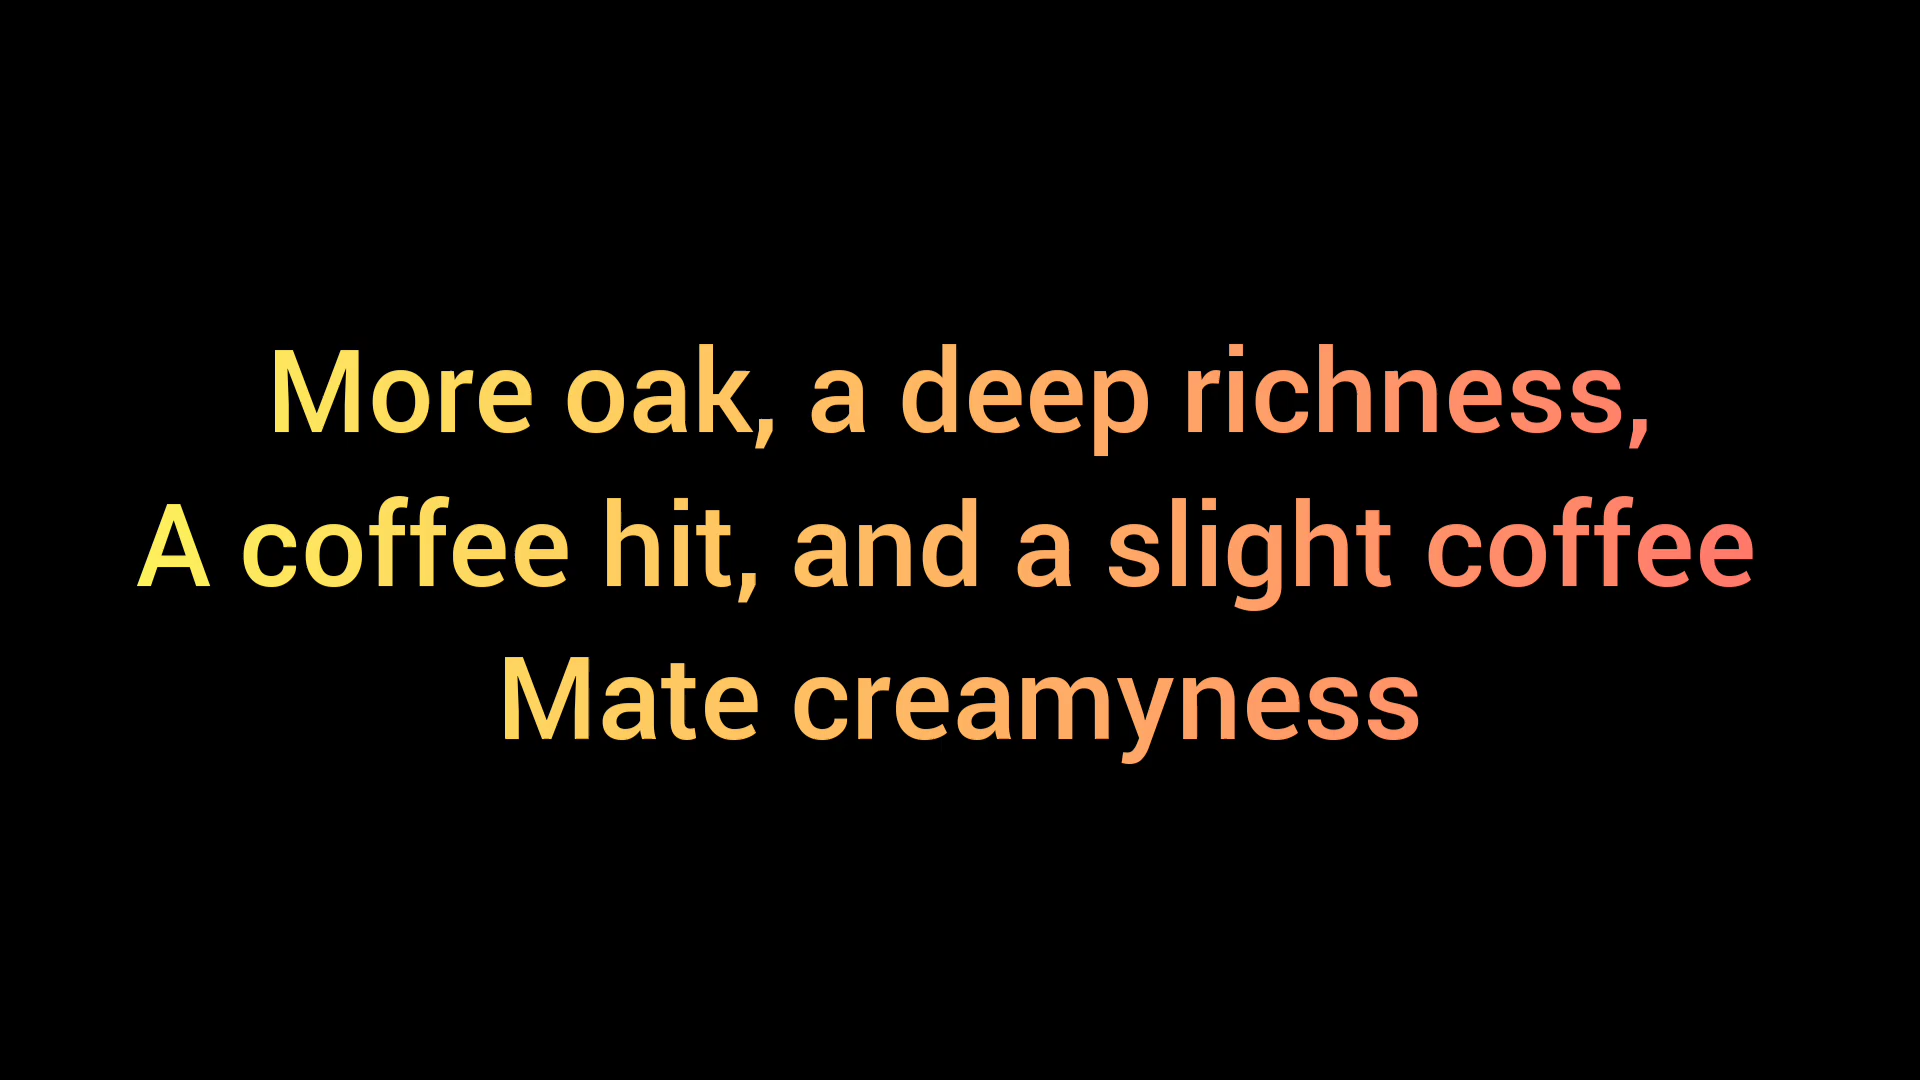 More oak, a deep richness,
A coffee hit, and a slight coffee
Mate creamyness